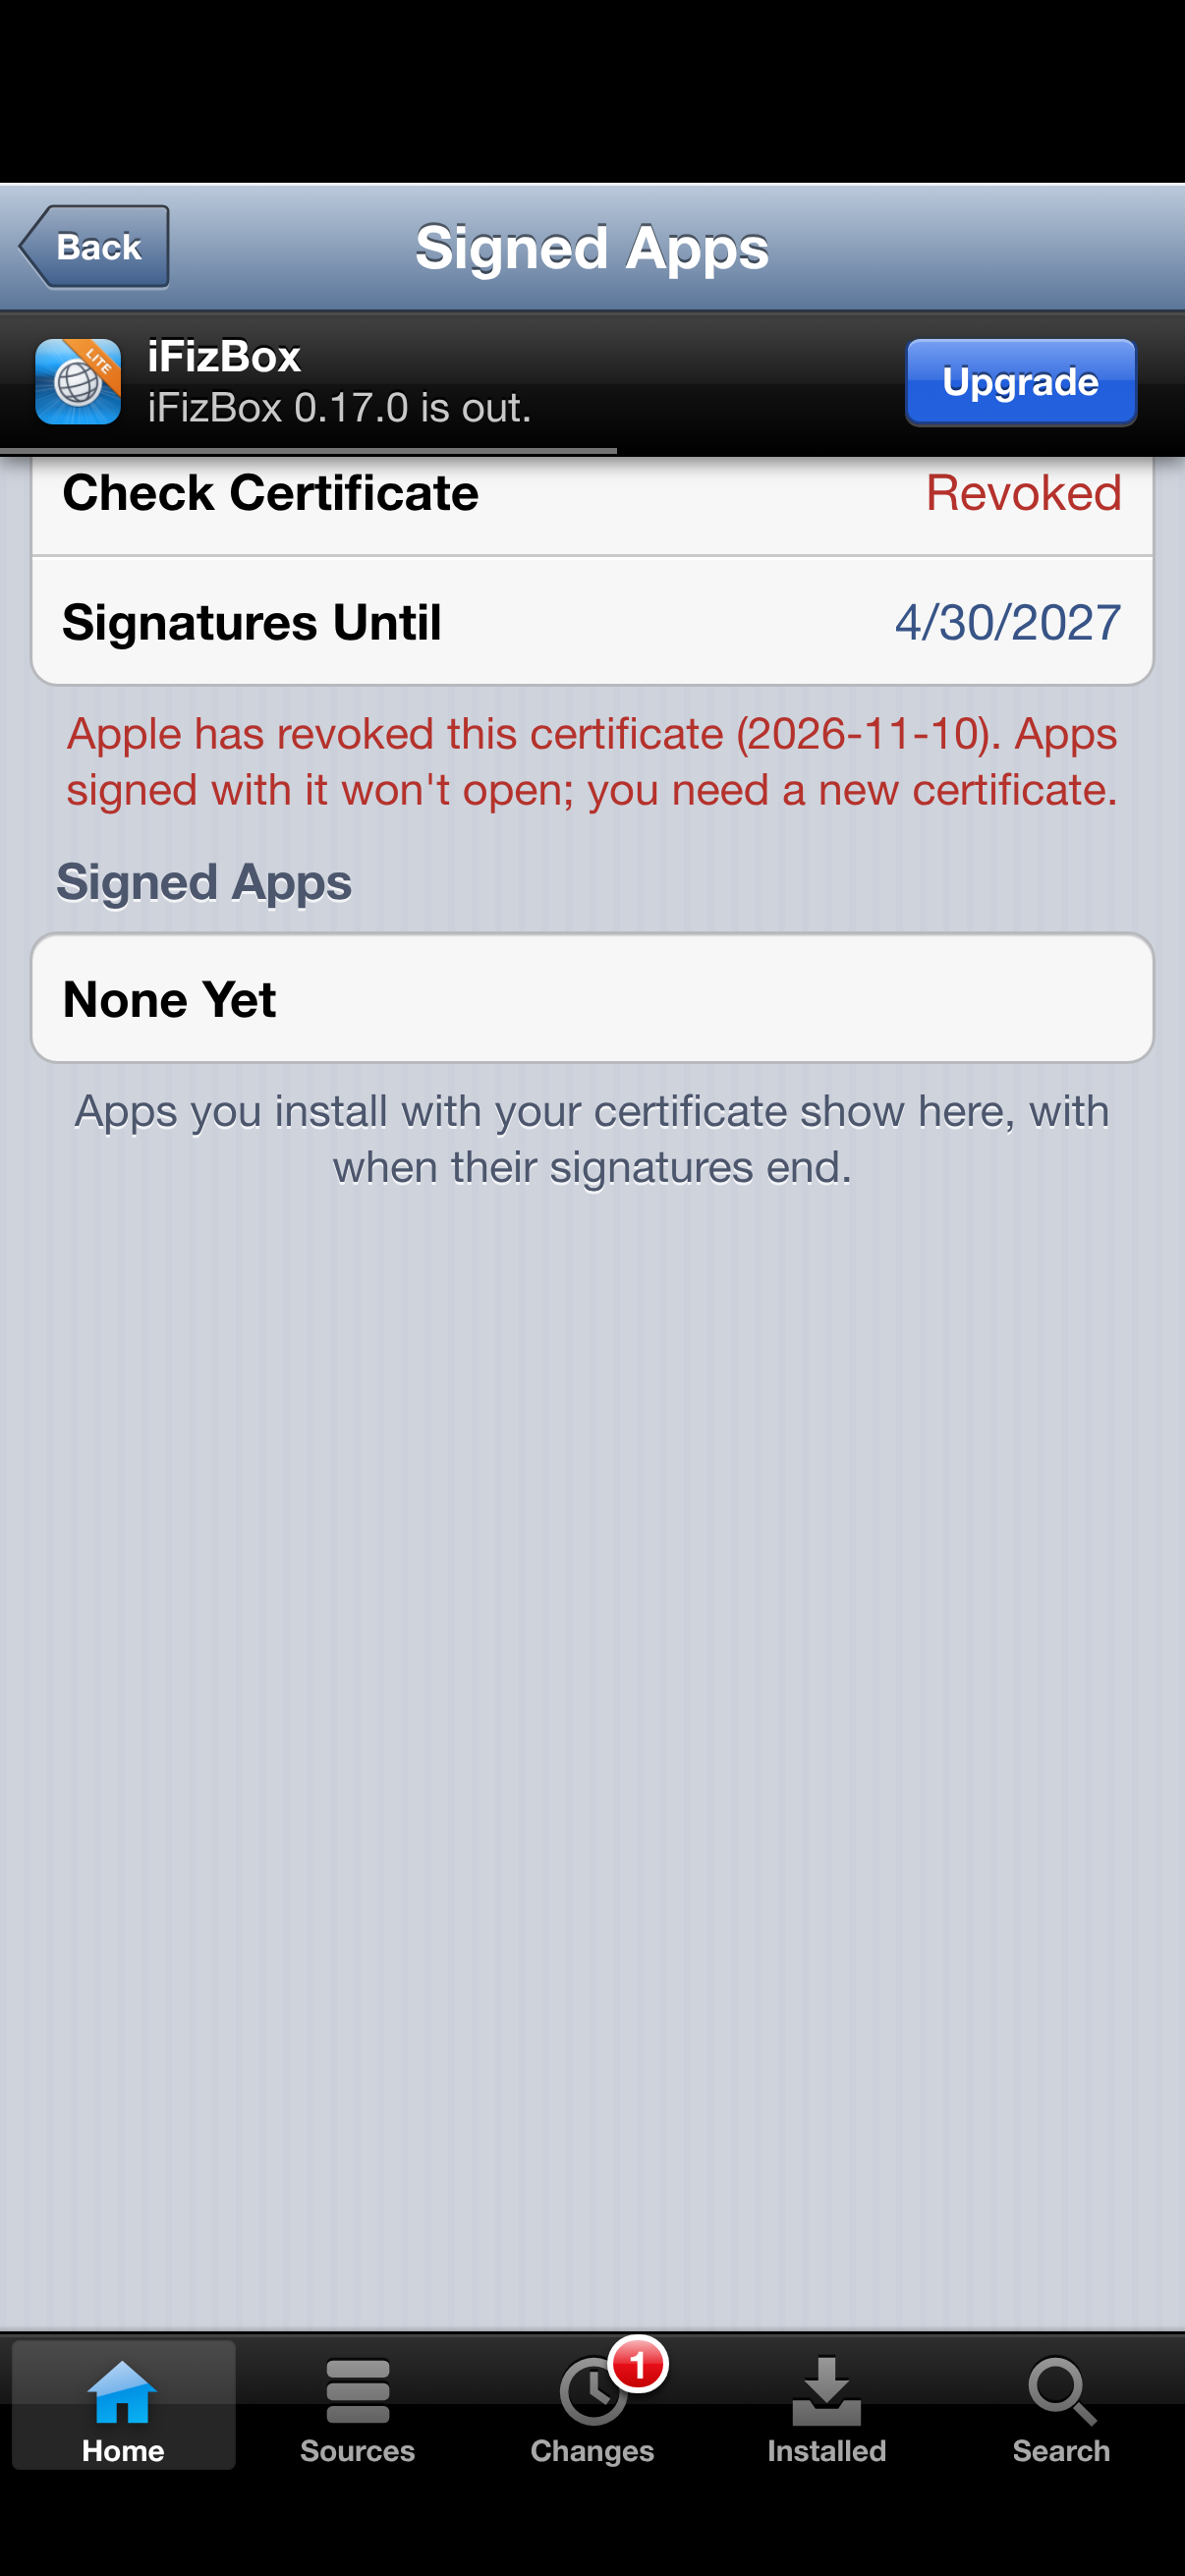 Back
Signed Apps
LITE
iFizBox
iFizBox 0.17.0 is out.
Upgrade
Check Certificate
Revoked
Signatures Until
4/30/2027
Apple has revoked this certificate (2026-11-10). Apps
signed with it won't open; you need a new certificate.
Signed Apps
None Yet
Apps you install with your certificate show here, with
when their signatures end.
1
Home
Sources
Changes
Installed
Search